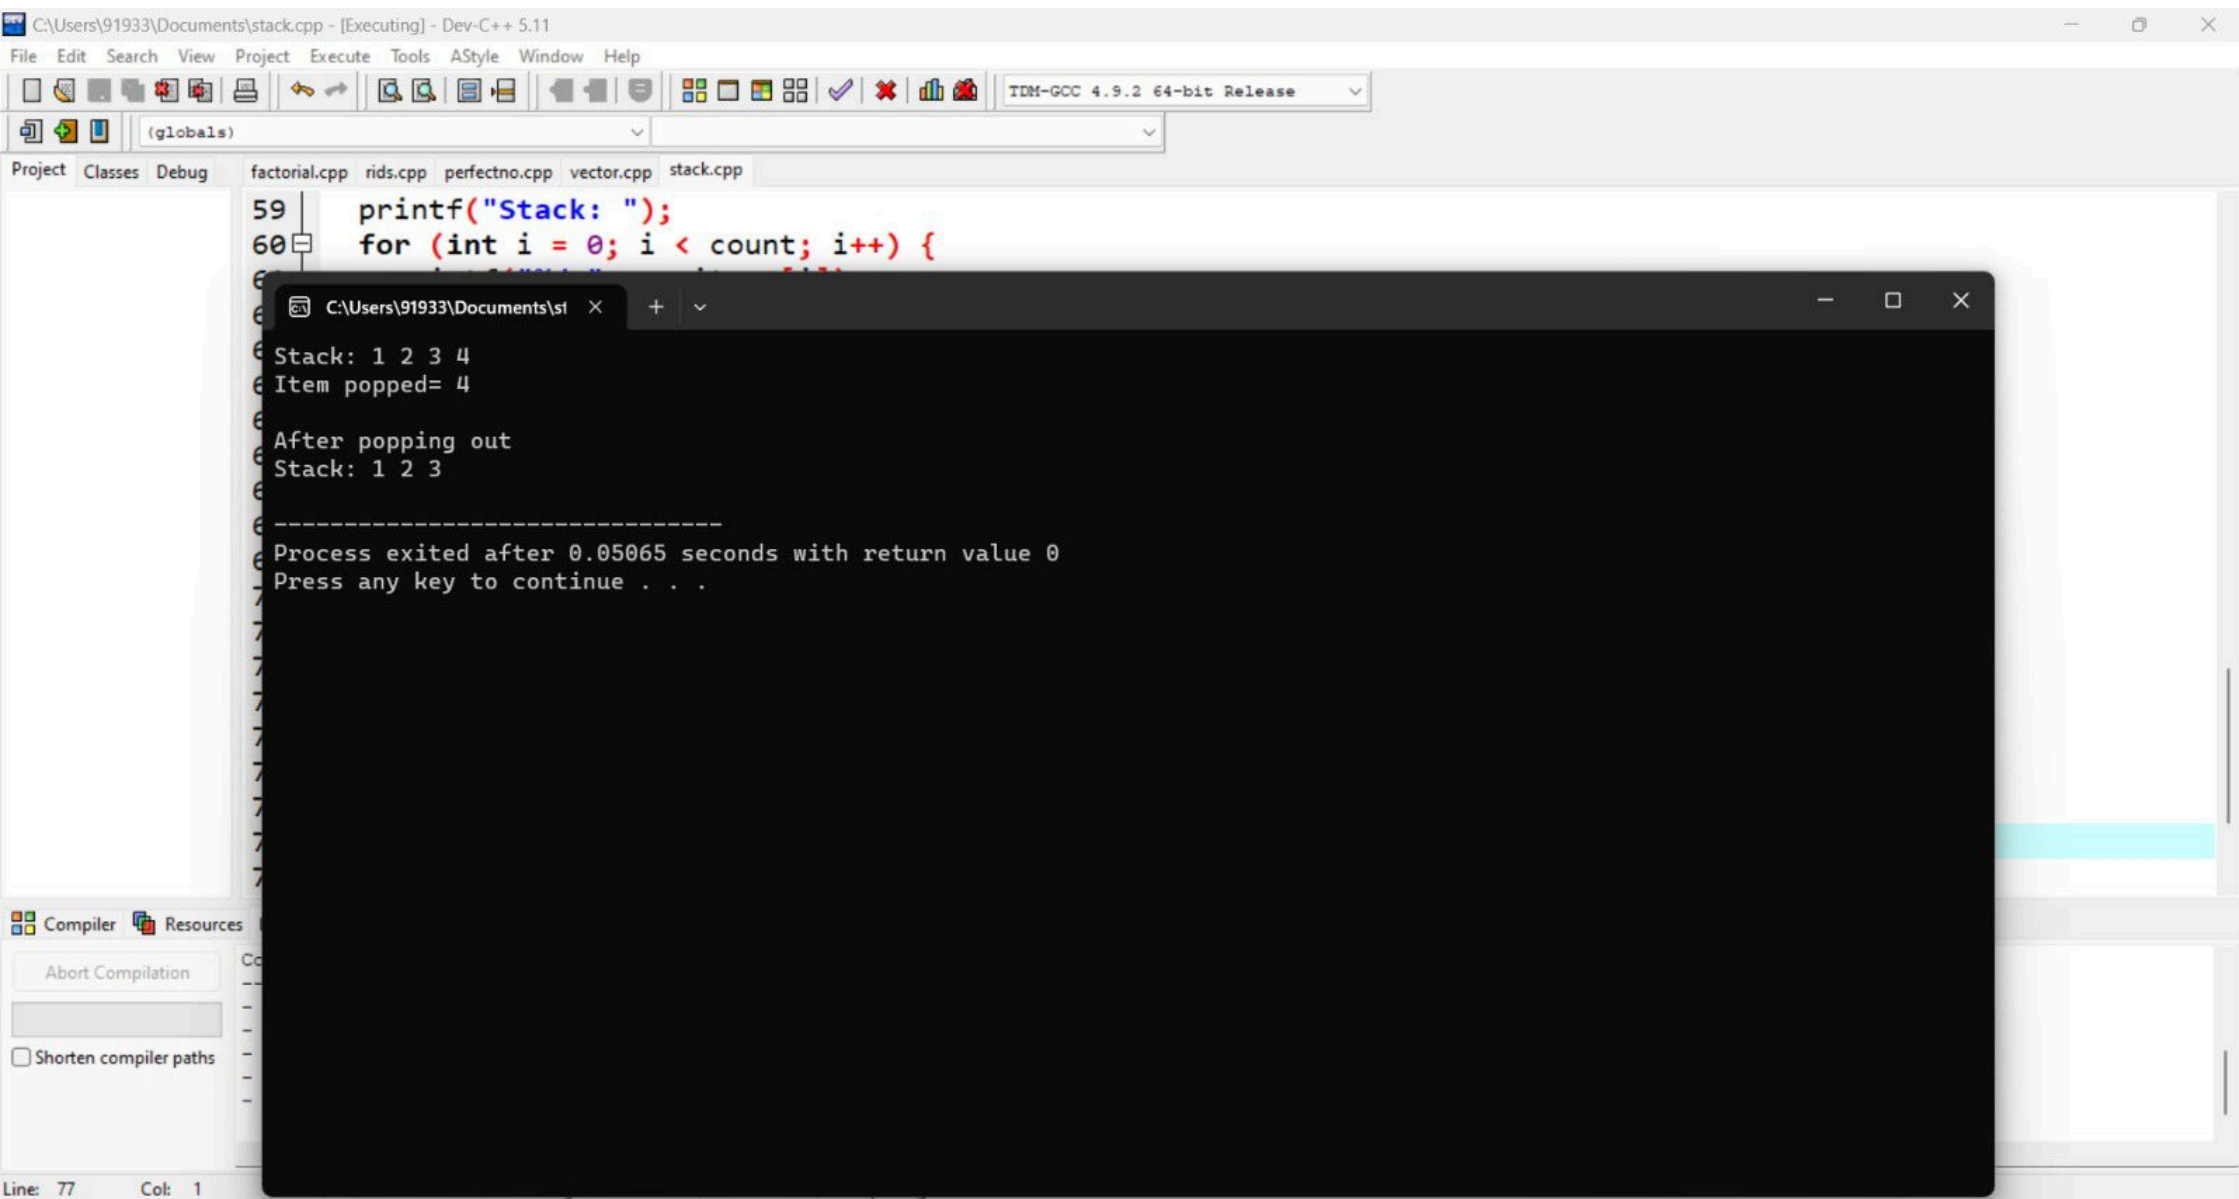 C:\Users\91933\Documents\stack.cpp - [Executing] - Dev-C++ 5.11
File Edit Search View Project Execute Tools AStyle Window Help
TDM-GCC 4.9.2 64-bit Release
(globals)
Project Classes Debug factorial.cpp rids.cpp perfectno.cpp vector.cpp stack.cpp
59 printf("Stack: ");
60 for (int i = 0; i < count; i++) {
C:\Users\91933\Documents\st
Stack: 1 2 3 4
Item popped= 4
After popping out
Stack: 1 2 3
--------------------------------
Process exited after 0.05065 seconds with return value 0
Press any key to continue . . .
Compiler Resources
Abort Compilation
Shorten compiler paths
Line: 77 Col: 1